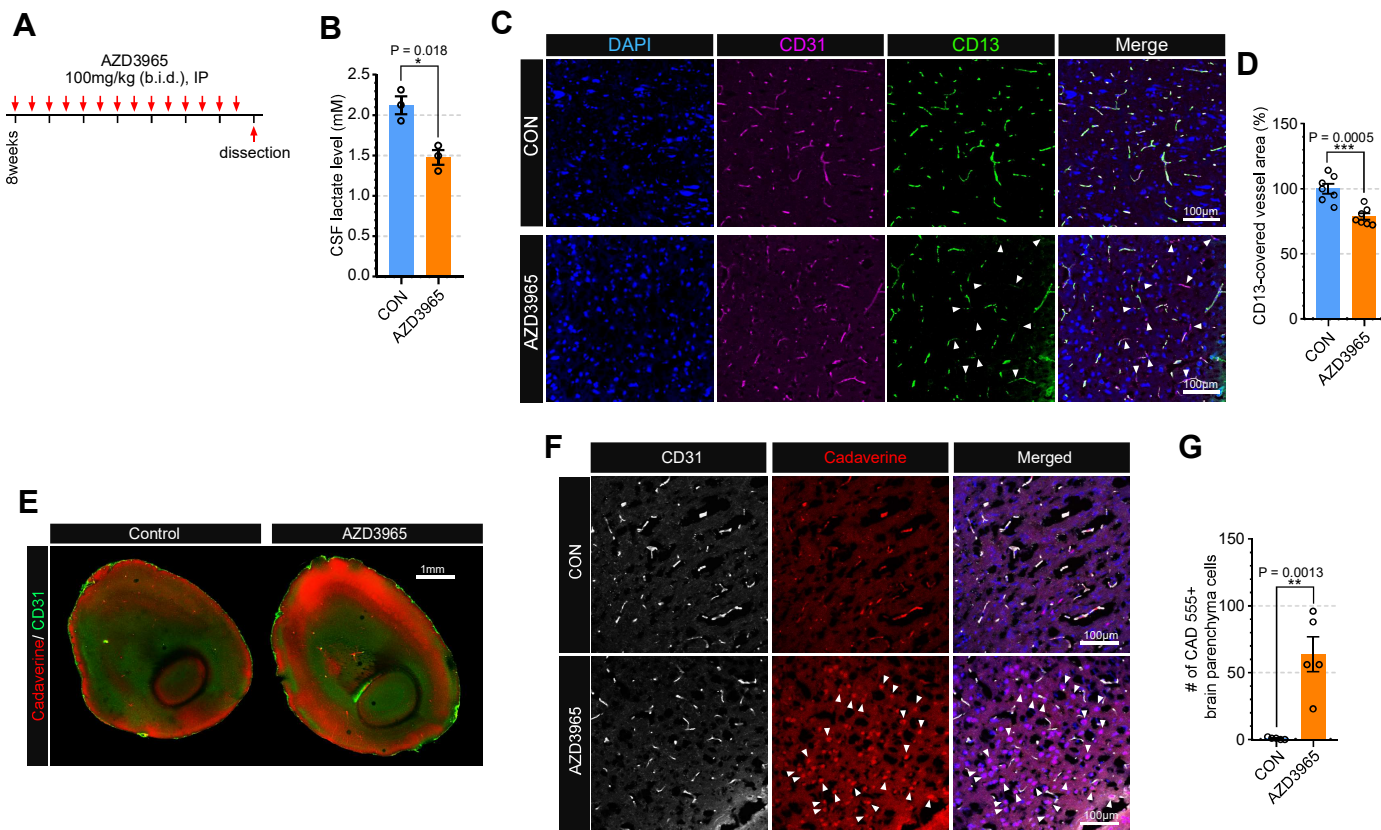 A
AZD3965
100mg/kg (b.i.d.), IP
8weeks
dissection
B
P = 0.018
*
CSF lactate level (mM)
2.5
2.0
1.5
1.0
0.5
0.0
CON
AZD3965
C
DAPI
CD31
CD13
Merge
CON
100μm
AZD3965
100μm
D
CD13-covered vessel area (%)
150
P = 0.0005
***
100
50
0
CON
AZD3965
E
Control
AZD3965
Cadaverine/ CD31
1mm
F
CD31
Cadaverine
Merged
CON
100μm
AZD3965
100μm
G
# of CAD 555+
brain parenchyma cells
150
P = 0.0013
**
100
50
0
CON
AZD3965